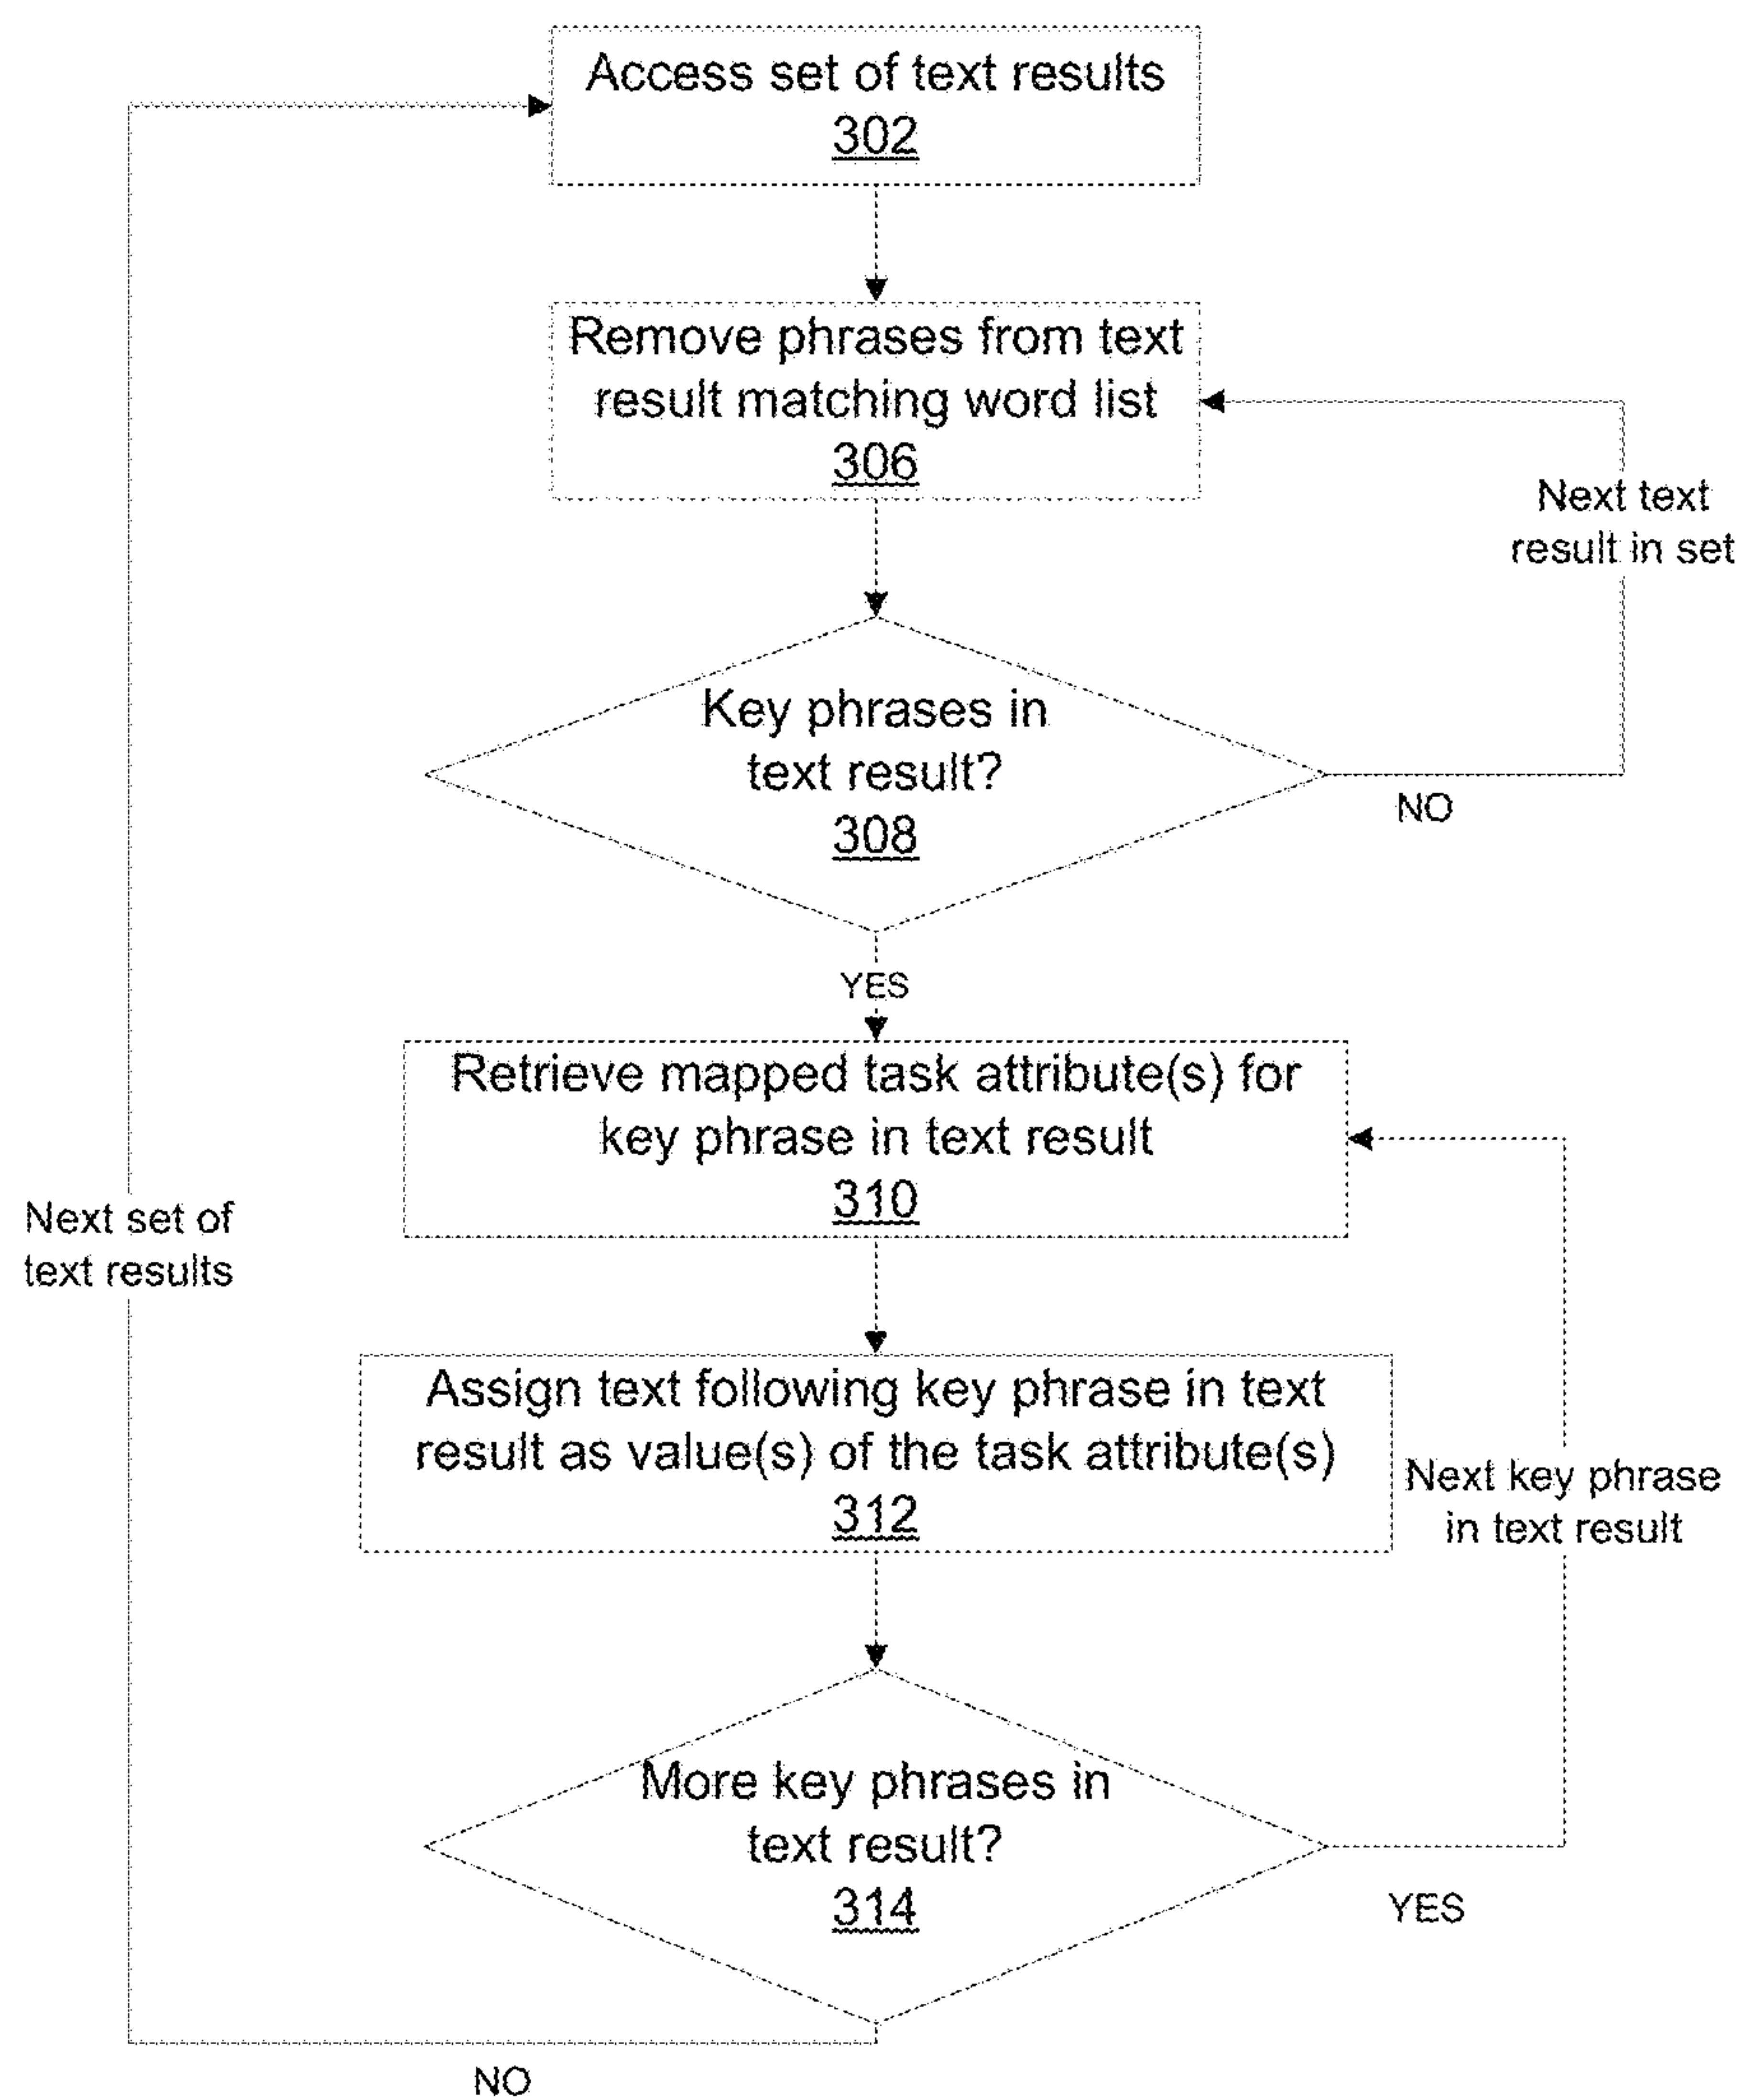 Access set of text results
302
Remove phrases from text
result matching word list
306
Next text
result in set
Key phrases in
text result?
308
NO
YES
Retrieve mapped task attribute(s) for
key phrase in text result
310
Next set of
text results
Assign text following key phrase in text
result as value(s) of the task attribute(s)
312
Next key phrase
in text result
More key phrases in
text result?
314
YES
NO